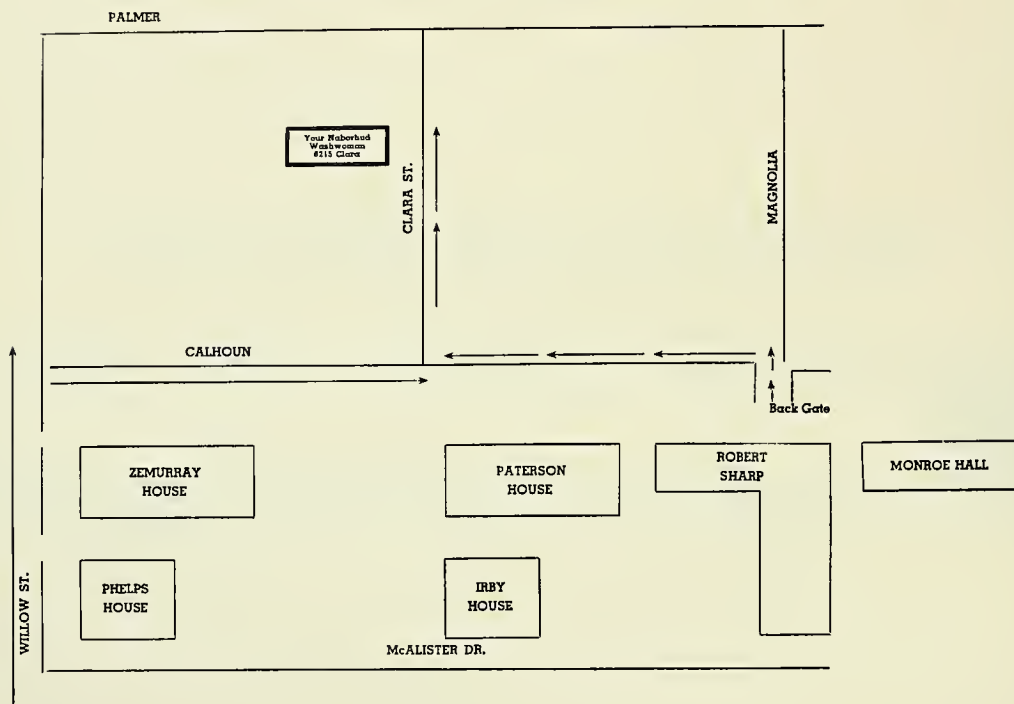 PALMER
Your Naborhud
Washwoman
6215 Clara
CLARA ST.
MAGNOLIA
CALHOUN
Back Gate
ZEMURRAY
HOUSE
PATERSON
HOUSE
ROBERT
SHARP
MONROE HALL
WILLOW ST.
PHELPS
HOUSE
IRBY
HOUSE
McALISTER DR.